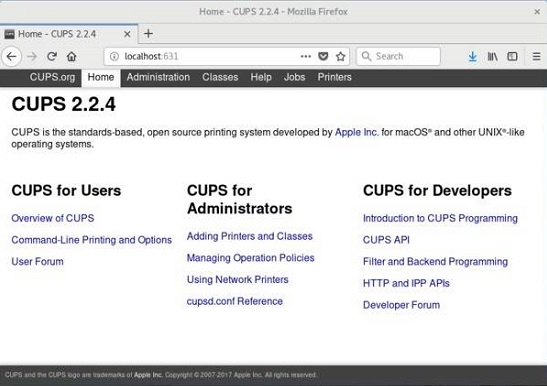 Home - CUPS 2.2.4 - Mozilla Firefox
Home - CUPS 2.2.4
localhost:631
Search
CUPS.org Home Administration Classes Help Jobs Printers
CUPS 2.2.4
CUPS is the standards-based, open source printing system developed by Apple Inc. for macOS® and other UNIX®-like
operating systems.
CUPS for Users
Overview of CUPS
Command-Line Printing and Options
User Forum
CUPS for
Administrators
Adding Printers and Classes
Managing Operation Policies
Using Network Printers
cupsd.conf Reference
CUPS for Developers
Introduction to CUPS Programming
CUPS API
Filter and Backend Programming
HTTP and IPP APIs
Developer Forum
CUPS and the CUPS logo are trademarks of Apple Inc. Copyright © 2007-2017 Apple Inc. All rights reserved.